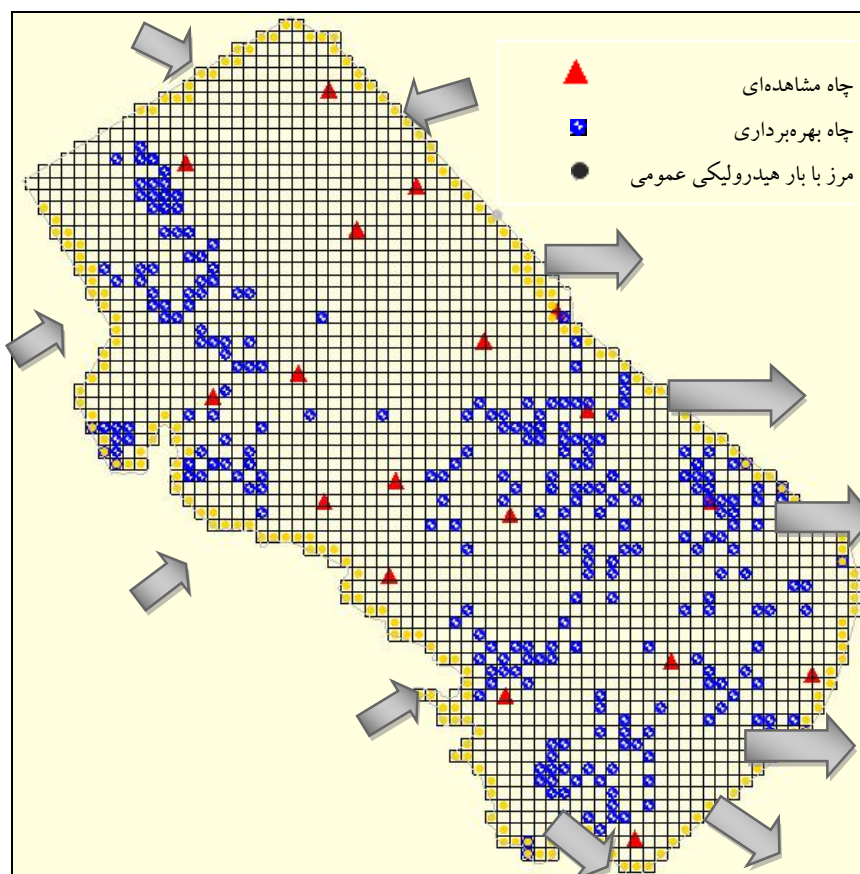 چاه مشاهده‌ای
چاه بهره‌برداری
مرز با بار هیدرولیکی عمومی